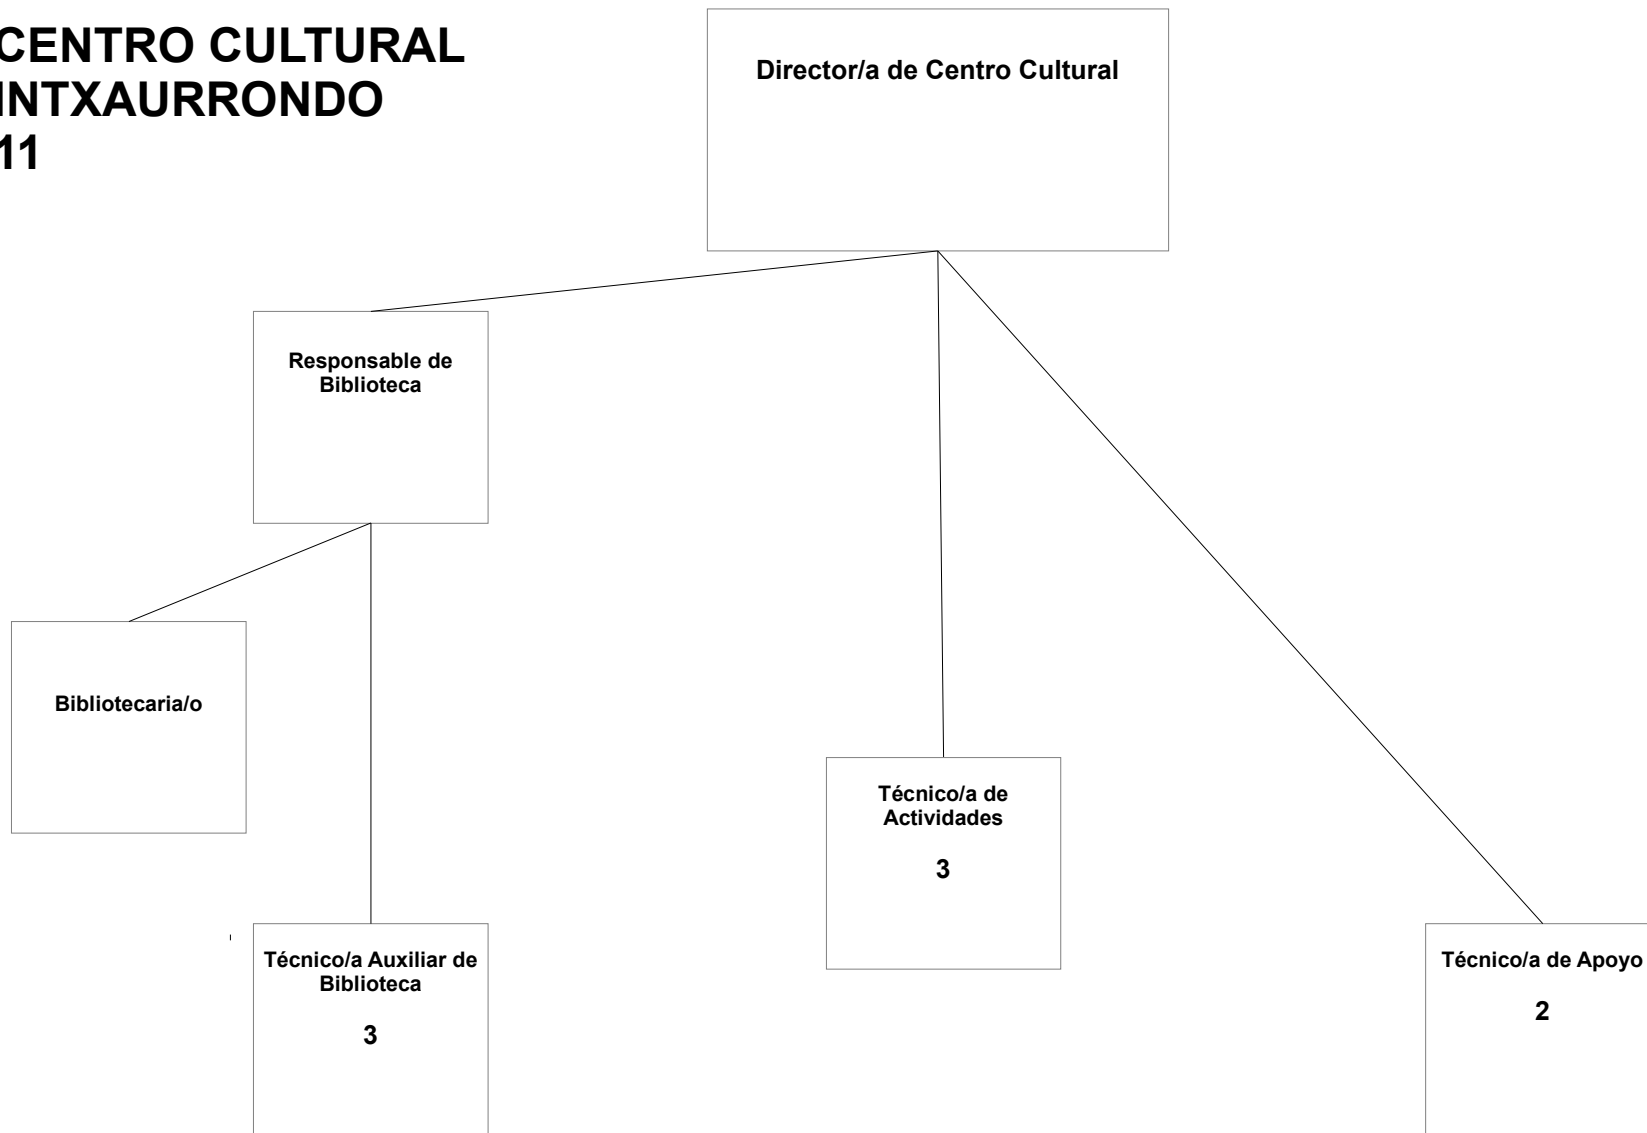 CENTRO CULTURAL
INTXAURRONDO
11
Director/a de Centro Cultural
Responsable de
Biblioteca
Bibliotecaria/o
Técnico/a de
Actividades
3
Técnico/a Auxiliar de
Biblioteca
3
Técnico/a de Apoyo
2